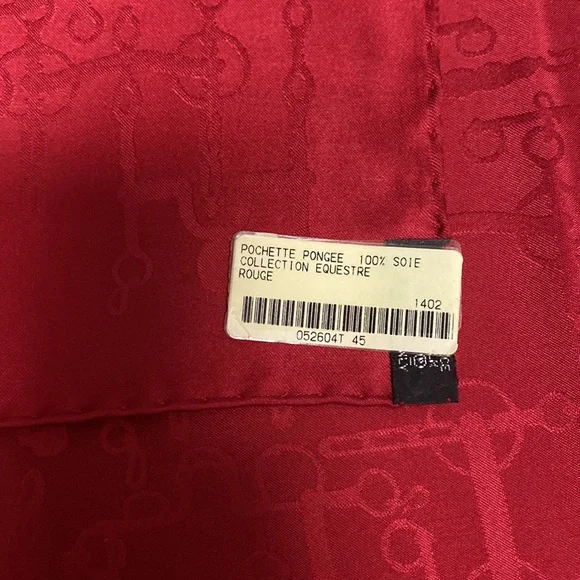 POCHETTE PONGEE 100% SOIE
COLLECTION EQUESTRE
ROUGE
1402
052604T 45